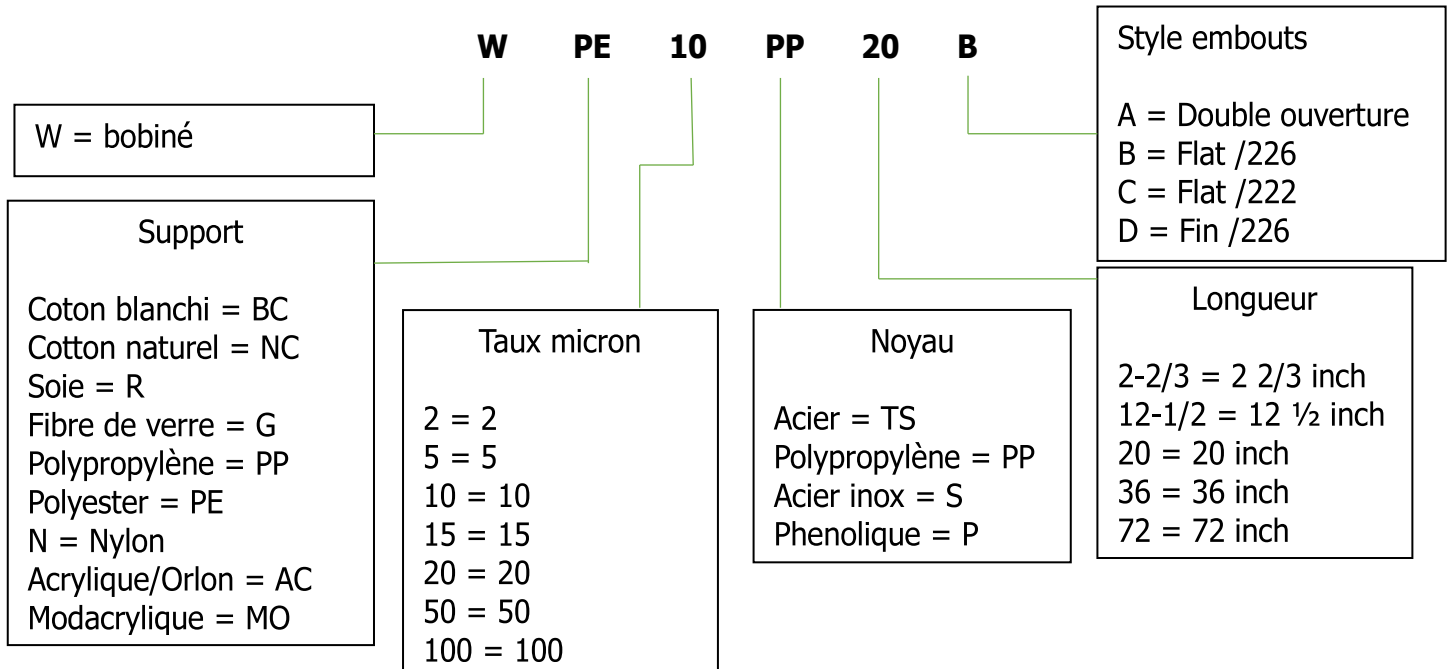 W PE 10 PP 20 B
W = bobiné
Support
Coton blanchi = BC
Cotton naturel = NC
Soie = R
Fibre de verre = G
Polypropylène = PP
Polyester = PE
N = Nylon
Acrylique/Orlon = AC
Modacrylique = MO
Taux micron
2 = 2
5 = 5
10 = 10
15 = 15
20 = 20
50 = 50
100 = 100
Noyau
Acier = TS
Polypropylène = PP
Acier inox = S
Phenolique = P
Style embouts
A = Double ouverture
B = Flat /226
C = Flat /222
D = Fin /226
Longueur
2-2/3 = 2 2/3 inch
12-1/2 = 12 ½ inch
20 = 20 inch
36 = 36 inch
72 = 72 inch